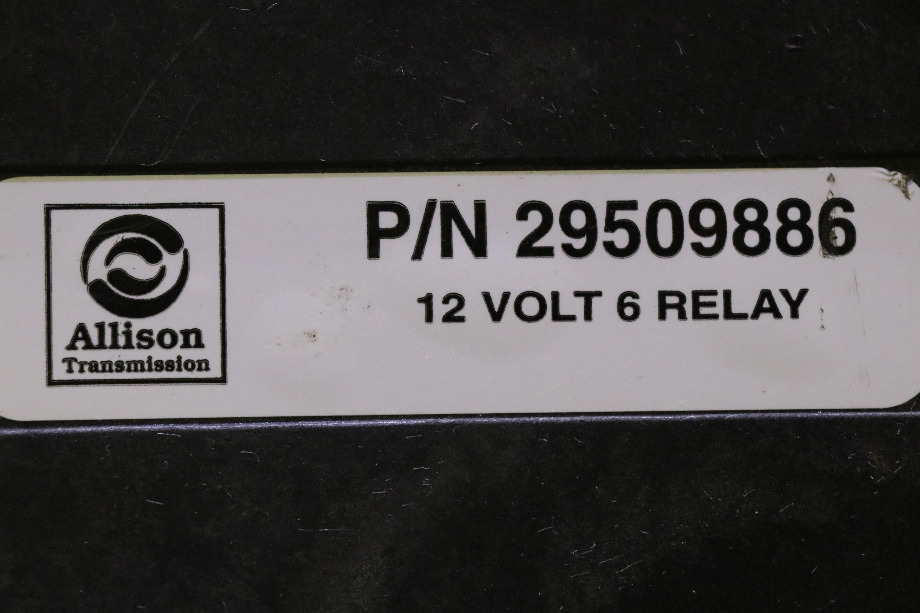 Allison
Transmission
P/N 29509886
12 VOLT 6 RELAY